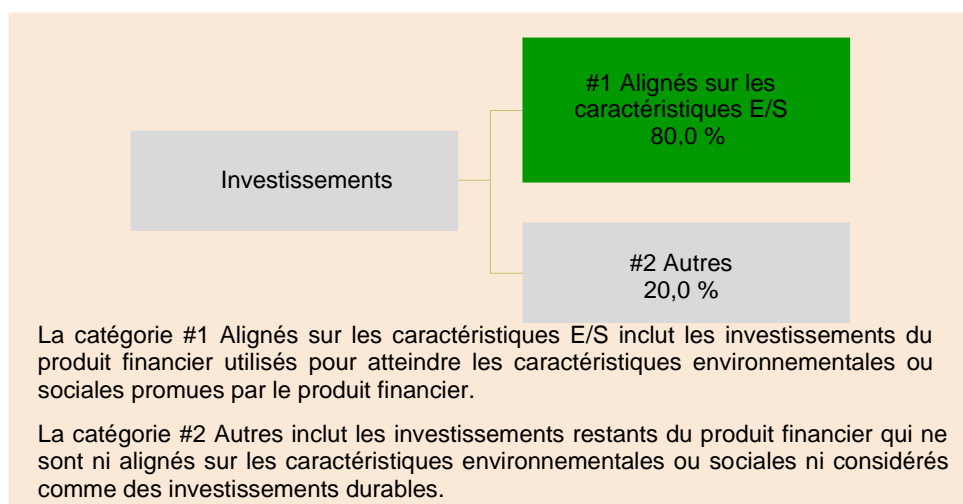 #1 Alignés sur les
caractéristiques E/S
80,0 %
Investissements
#2 Autres
20,0 %
La catégorie #1 Alignés sur les caractéristiques E/S inclut les investissements du
produit financier utilisés pour atteindre les caractéristiques environnementales ou
sociales promues par le produit financier.
La catégorie #2 Autres inclut les investissements restants du produit financier qui ne
sont ni alignés sur les caractéristiques environnementales ou sociales ni considérés
comme des investissements durables.